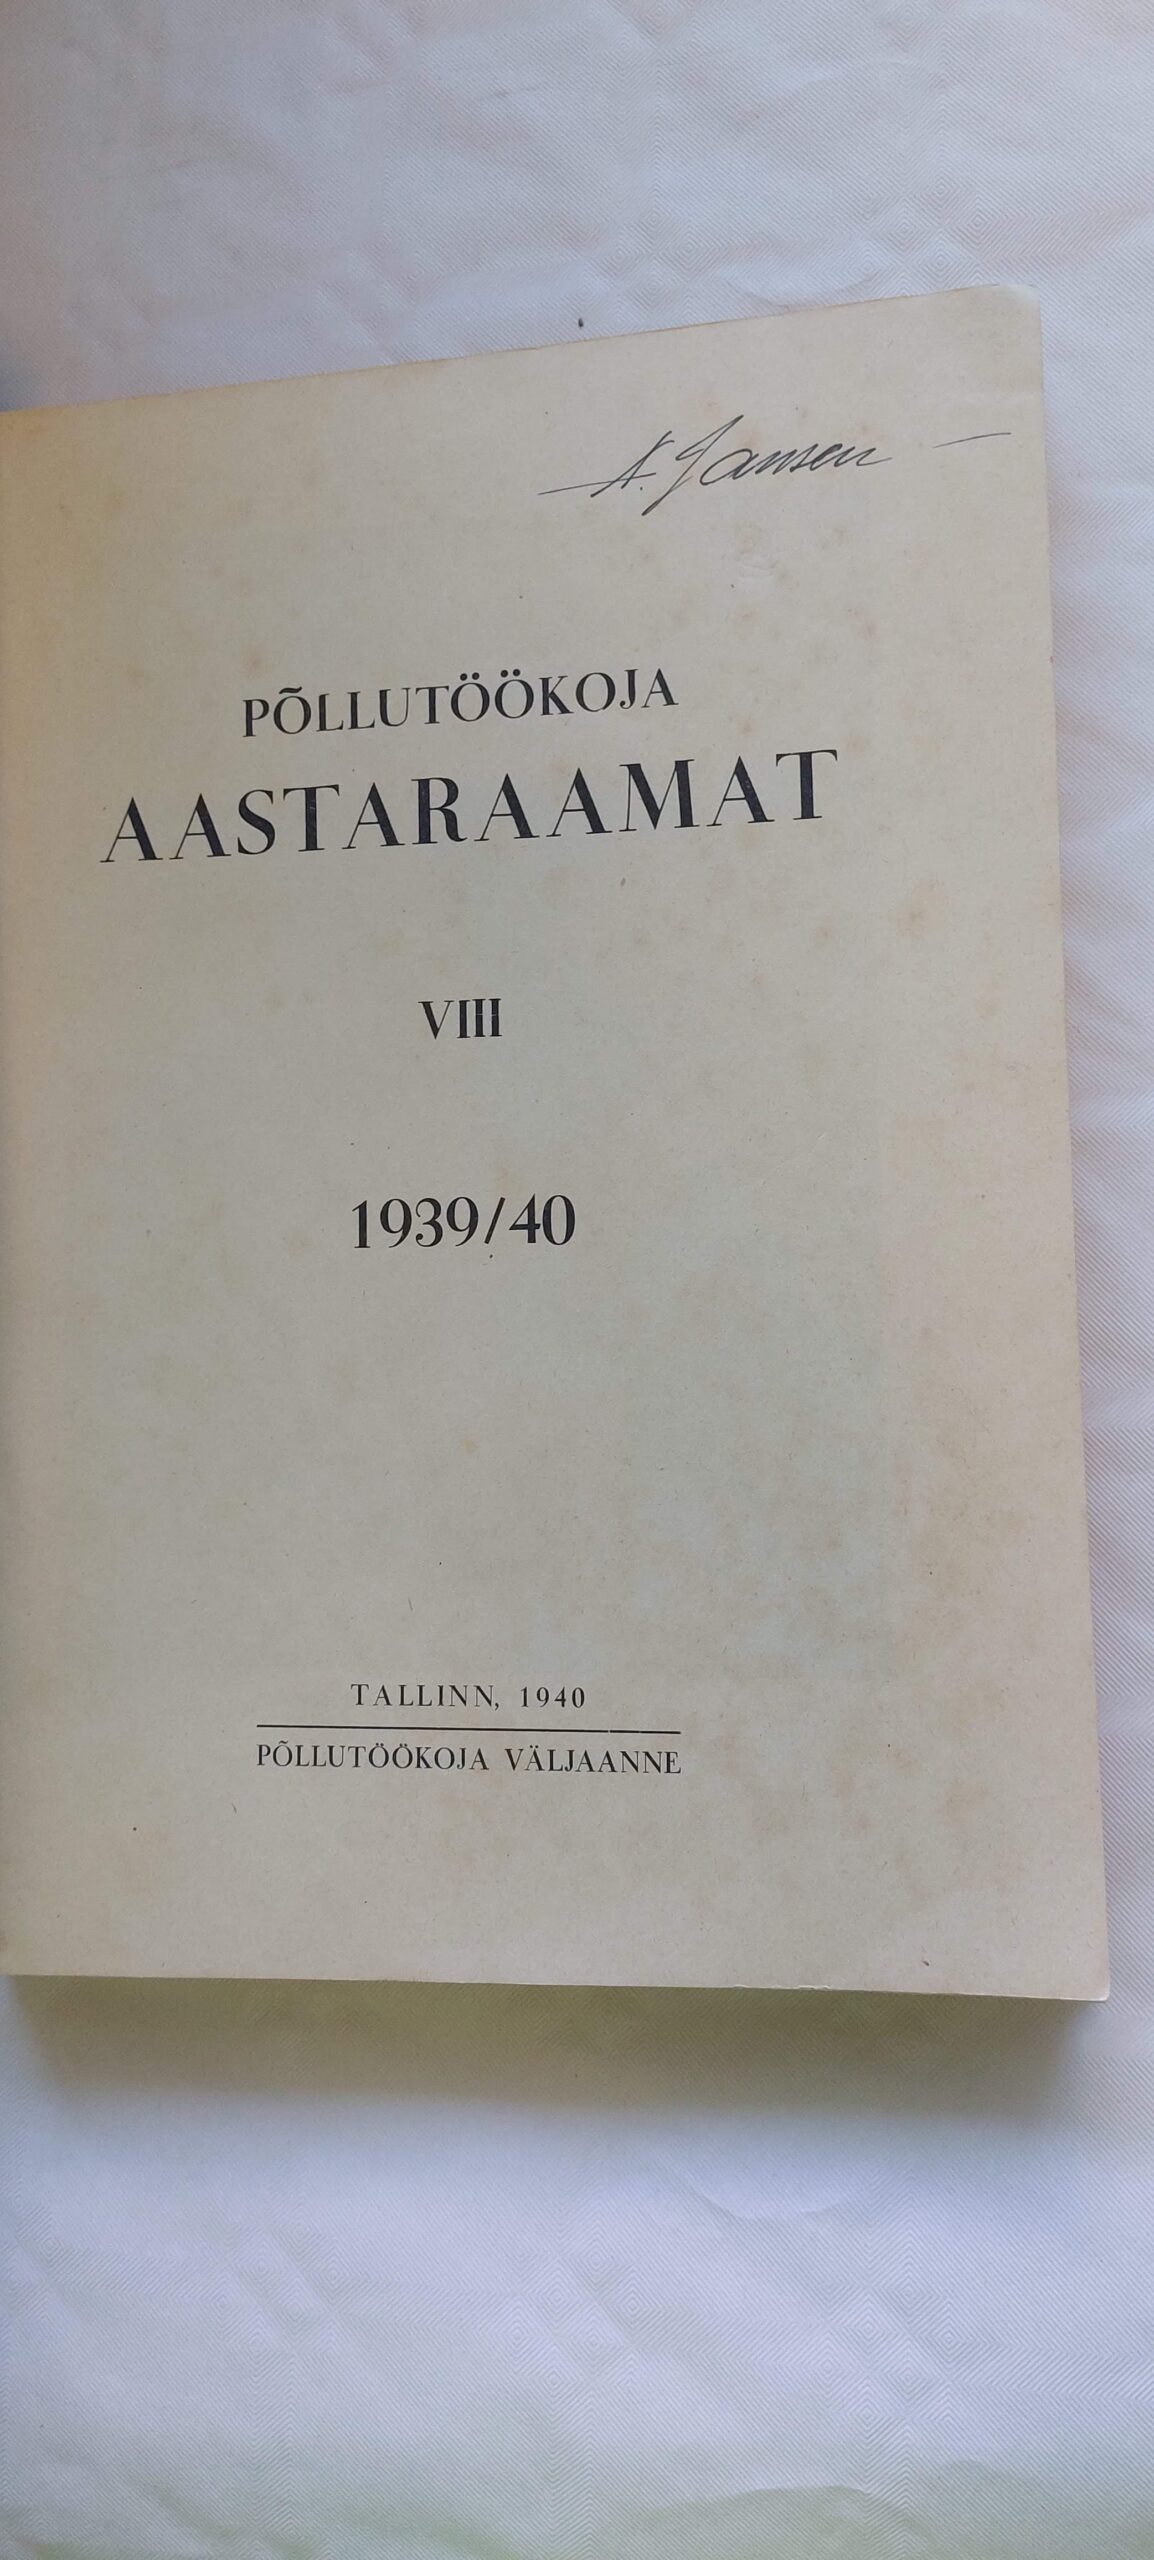 A. Jansen
PÕLLUTÖÖKOJA
AASTARAAMAT
VIII
1939/40
TALLINN, 1940
PÕLLUTÖÖKOJA VÄLJAANNE